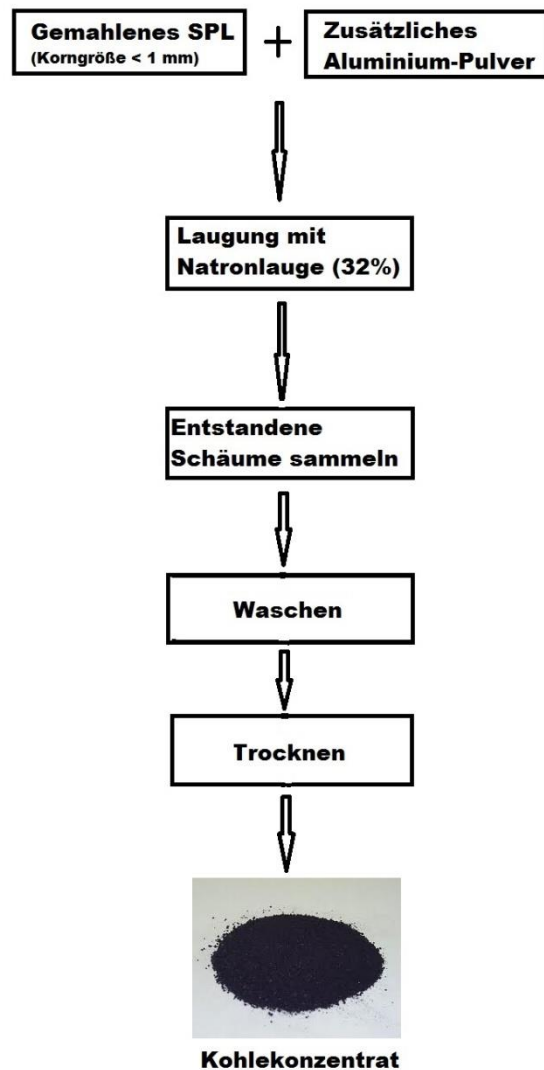 Gemahlenes SPL
(Korngröße < 1 mm)
+
Zusätzliches
Aluminium-Pulver
Laugung mit
Natronlauge (32%)
Entstandene
Schäume sammeln
Waschen
Trocknen
Kohlekonzentrat